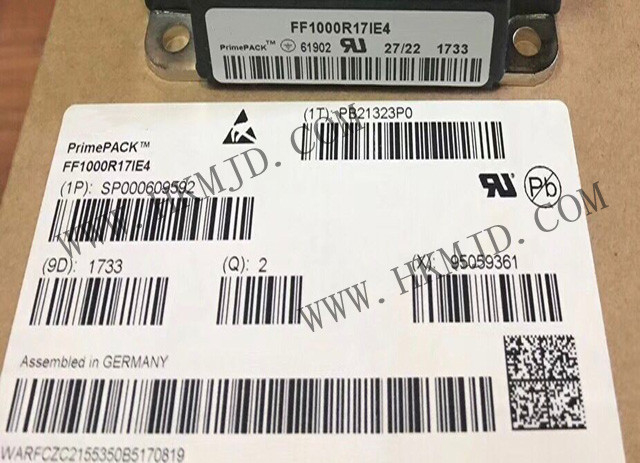 FF1000R17IE4
PrimePACK™ 61902 27/22 1733
(1T): PB21323P0
PrimePACK™
FF1000R17IE4
(1P): SP000609592
Pb
(9D): 1733 (Q): 2 (X): 95059361
WWW.HKMJD.COM
WWW.HKMJD.COM
Assembled in GERMANY
WARFCZC2155350B5170819